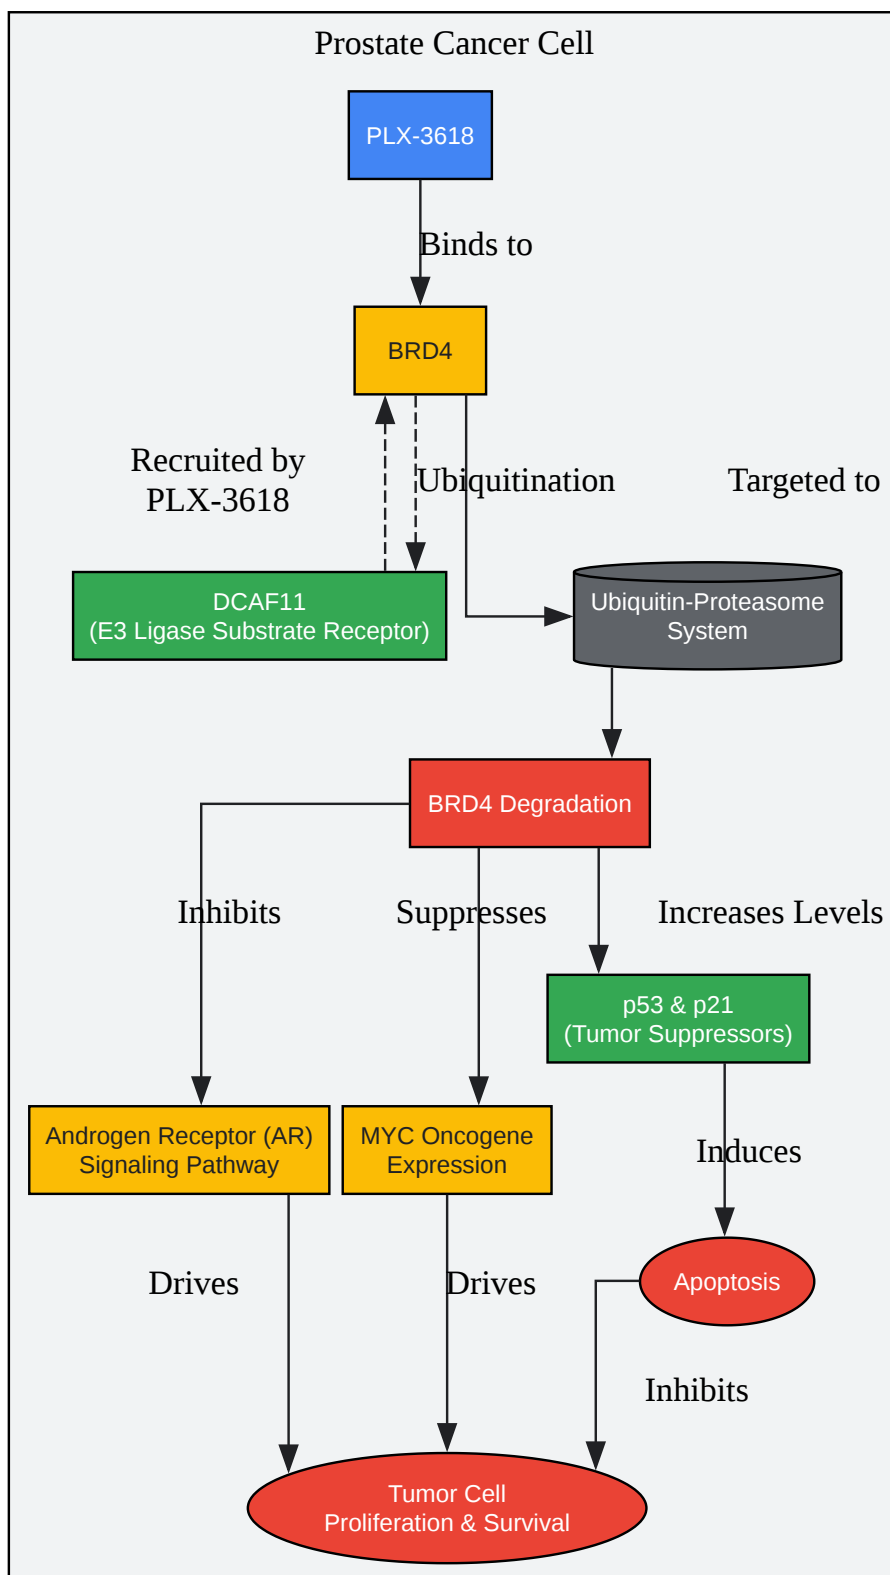 Prostate Cancer Cell
PLX-3618
Binds to
BRD4
Recruited by
PLX-3618
Ubiquitination
Targeted to
DCAF11
(E3 Ligase Substrate Receptor)
Ubiquitin-Proteasome
System
BRD4 Degradation
Inhibits
Suppresses
Increases Levels
p53 & p21
(Tumor Suppressors)
Androgen Receptor (AR)
Signaling Pathway
MYC Oncogene
Expression
Induces
Drives
Drives
Apoptosis
Inhibits
Tumor Cell
Proliferation & Survival